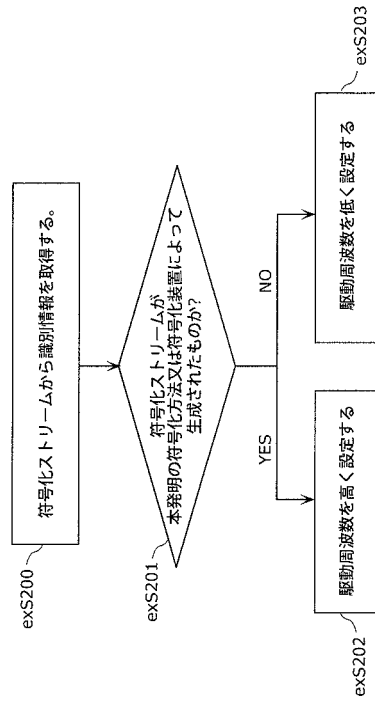 exS200
符号化ストリームから識別情報を取得する。
exS201
符号化ストリームが
本発明の符号化方法又は符号化装置によって
生成されたものか?
YES
NO
exS202
駆動周波数を高く設定する
exS203
駆動周波数を低く設定する